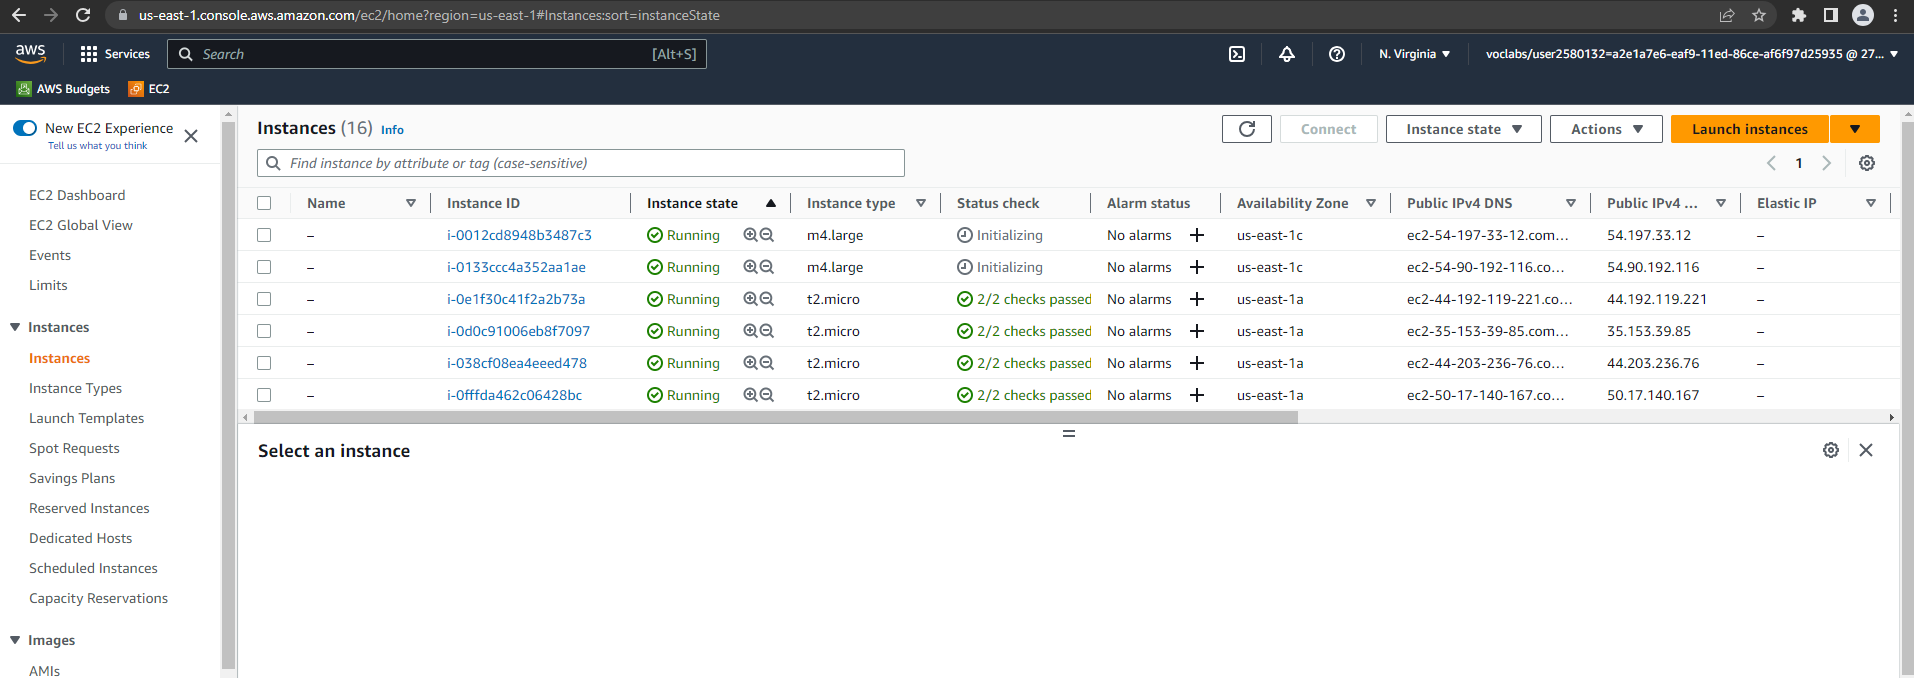 us-east-1.console.aws.amazon.com/ec2/home?region=us-east-1#Instances:sort=instanceState
aws Services Search [Alt+S] N. Virginia voclabs/user2580132=a2e1a7e6-eaf9-11ed-86ce-af6f97d25935 @ 27...
AWS Budgets EC2
New EC2 Experience
Tell us what you think
EC2 Dashboard
EC2 Global View
Events
Limits
Instances
Instances
Instance Types
Launch Templates
Spot Requests
Savings Plans
Reserved Instances
Dedicated Hosts
Scheduled Instances
Capacity Reservations
Images
AMIs
Instances (16) Info Connect Instance state Actions Launch instances
Find instance by attribute or tag (case-sensitive) 1
Name Instance ID Instance state Instance type Status check Alarm status Availability Zone Public IPv4 DNS Public IPv4 ... Elastic IP
– i-0012cd8948b3487c3 Running m4.large Initializing No alarms us-east-1c ec2-54-197-33-12.com... 54.197.33.12 –
– i-0133ccc4a352aa1ae Running m4.large Initializing No alarms us-east-1c ec2-54-90-192-116.co... 54.90.192.116 –
– i-0e1f30c41f2a2b73a Running t2.micro 2/2 checks passed No alarms us-east-1a ec2-44-192-119-221.co... 44.192.119.221 –
– i-0d0c91006eb8f7097 Running t2.micro 2/2 checks passed No alarms us-east-1a ec2-35-153-39-85.com... 35.153.39.85 –
– i-038cf08ea4eeed478 Running t2.micro 2/2 checks passed No alarms us-east-1a ec2-44-203-236-76.co... 44.203.236.76 –
– i-0fffda462c06428bc Running t2.micro 2/2 checks passed No alarms us-east-1a ec2-50-17-140-167.co... 50.17.140.167 –
Select an instance